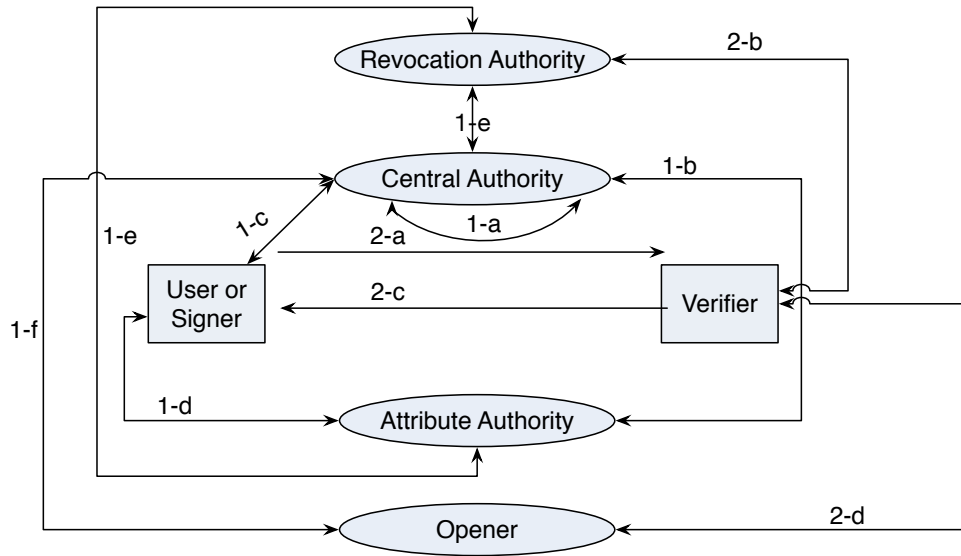 Revocation Authority
2-b
1-e
Central Authority
1-b
1-c
1-a
2-a
1-e
User or
Signer
2-c
Verifier
1-f
1-d
Attribute Authority
Opener
2-d